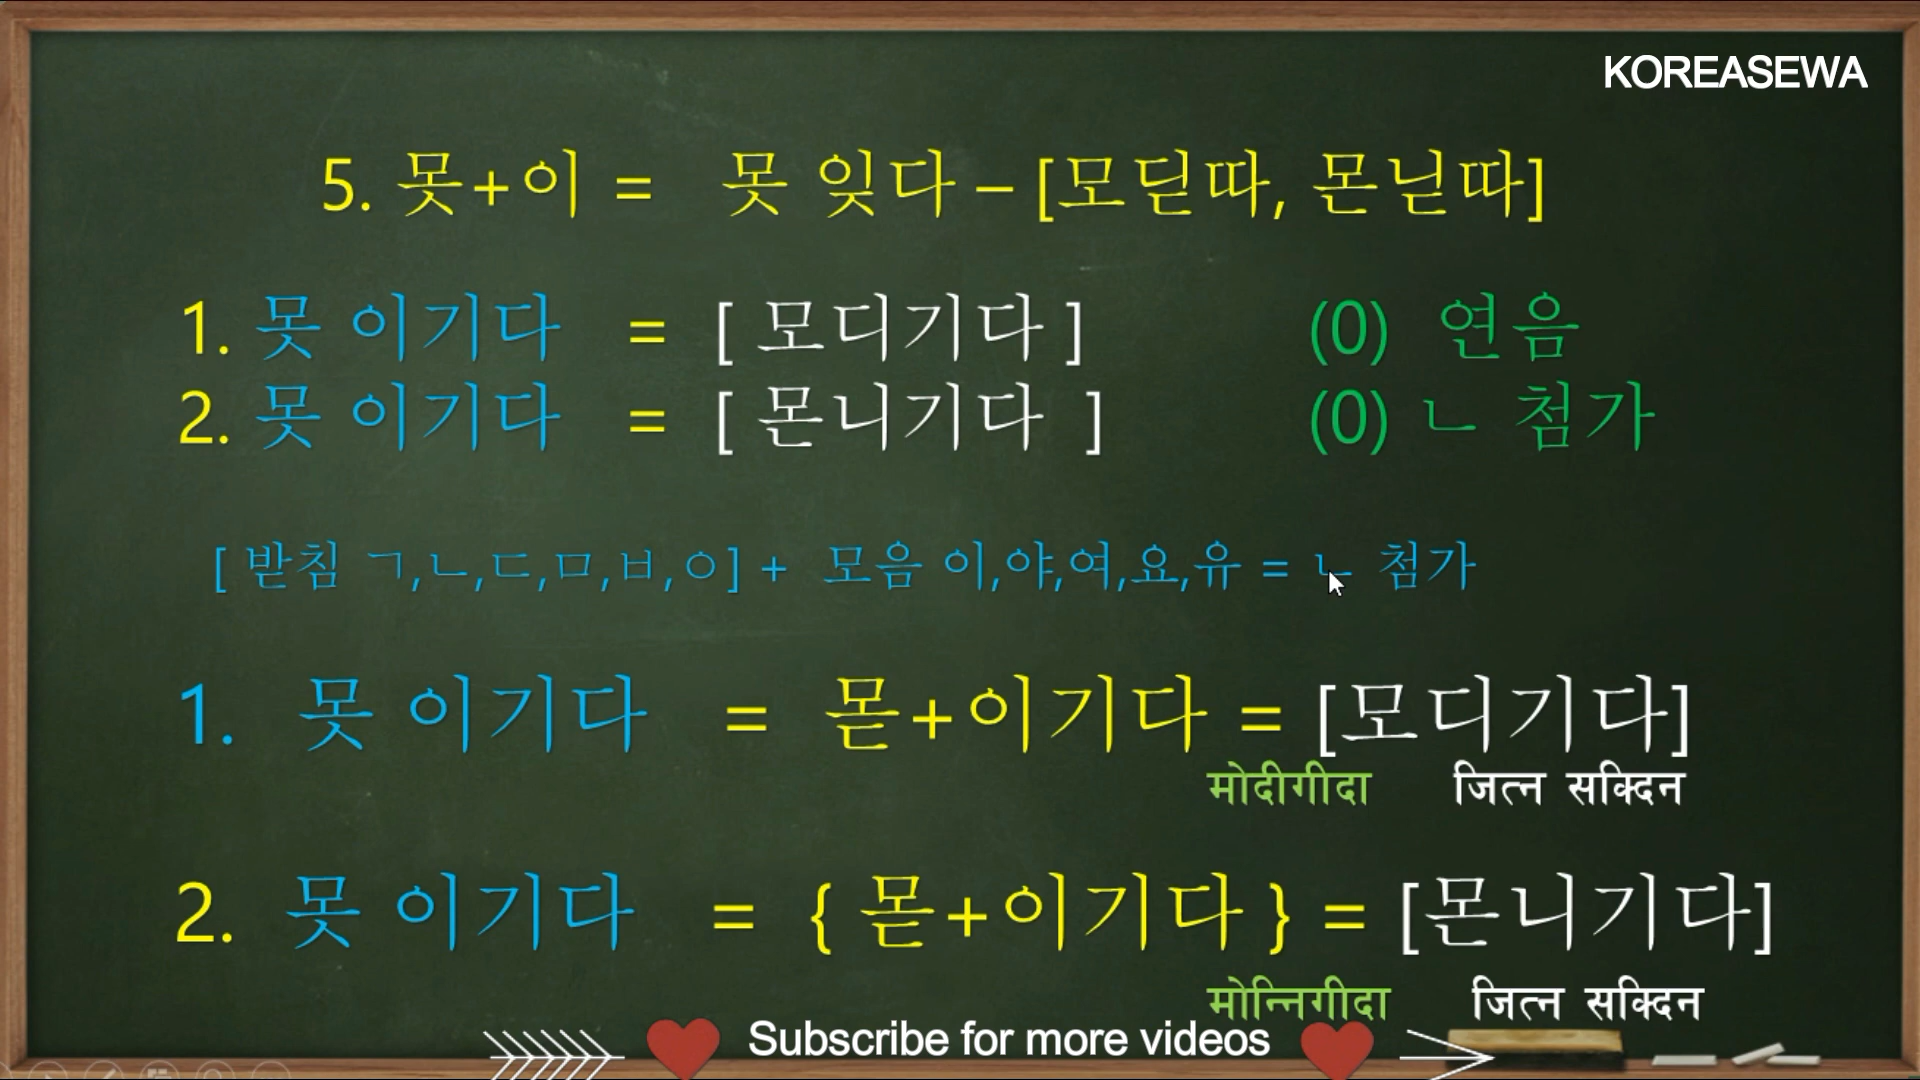 KOREASEWA
5. 못+이 = 못 잊다 – [모딛따, 몬닏따]
1. 못 이기다 = [ 모디기다 ] (0) 연음
2. 못 이기다 = [ 몬니기다 ] (0) ㄴ 첨가
[ 받침 ㄱ,ㄴ,ㄷ,ㅁ,ㅂ,ㅇ] + 모음 이,야,여,요,유 = ㄴ 첨가
1. 못 이기다 = 몯+이기다 = [모디기다]
मोदीगीदा जित्न सक्दिन
2. 못 이기다 = { 몯+이기다 } = [몬니기다]
मोन्निगीदा जित्न सक्दिन
Subscribe for more videos